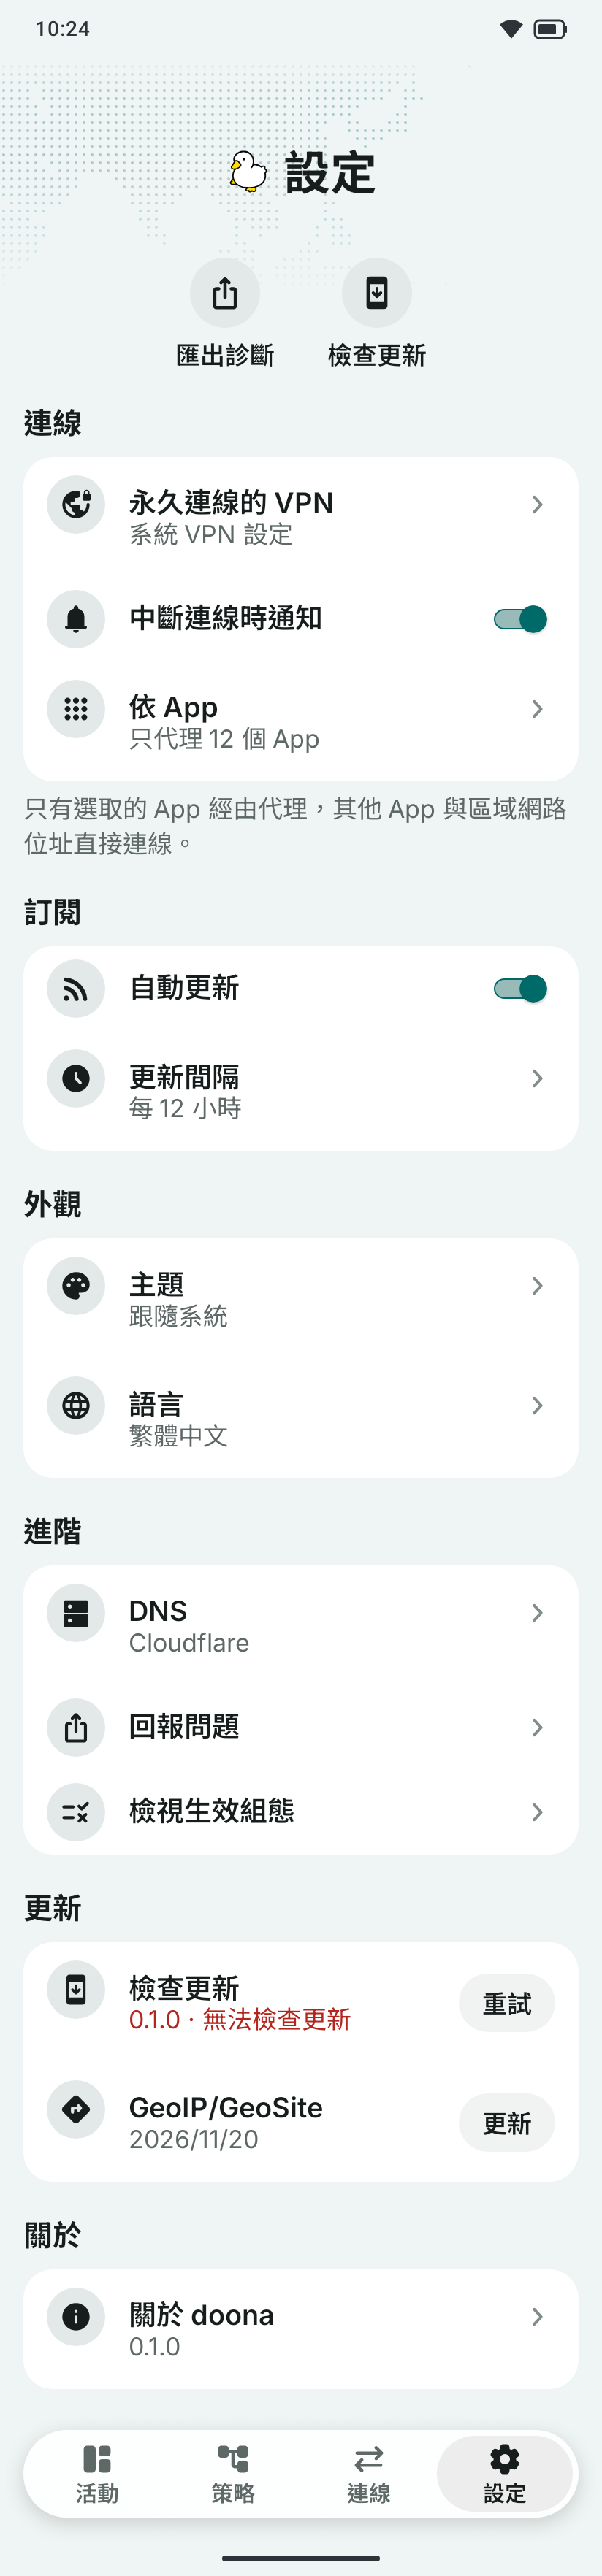 10:24
設定
匯出診斷
檢查更新
連線
永久連線的 VPN
系統 VPN 設定
中斷連線時通知
依 App
只代理 12 個 App
只有選取的 App 經由代理，其他 App 與區域網路
位址直接連線。
訂閱
自動更新
更新間隔
每 12 小時
外觀
主題
跟隨系統
語言
繁體中文
進階
DNS
Cloudflare
回報問題
檢視生效組態
更新
檢查更新
0.1.0 · 無法檢查更新
重試
GeoIP/GeoSite
2026/11/20
更新
關於
關於 doona
0.1.0
活動
策略
連線
設定